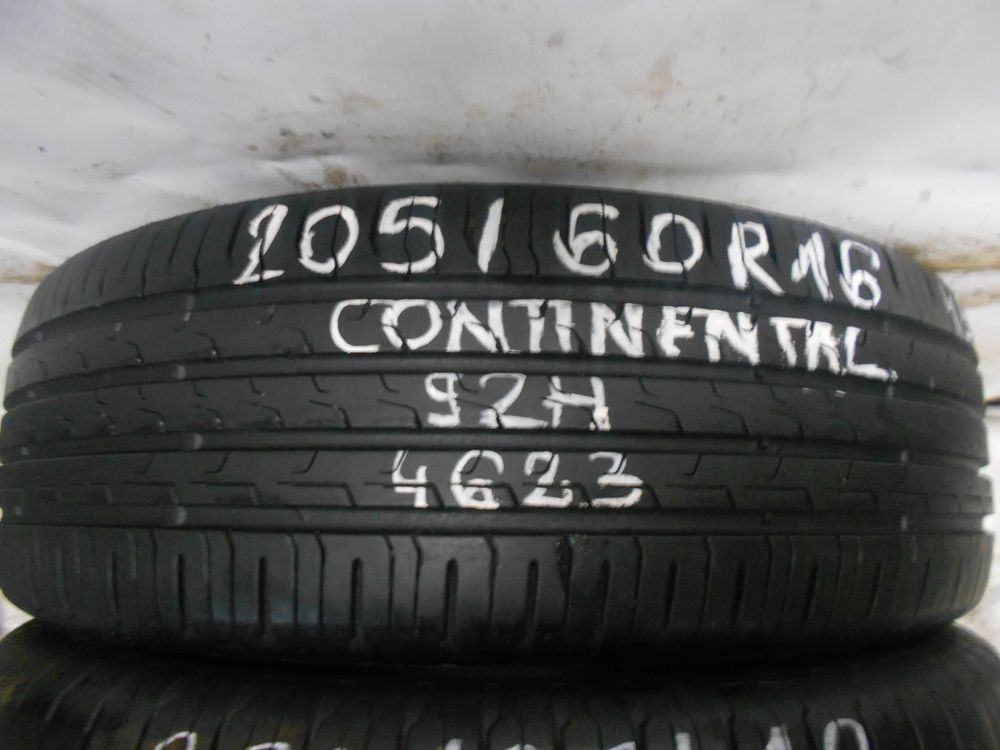 205/60R16
CONTINENTAL
92H
4623